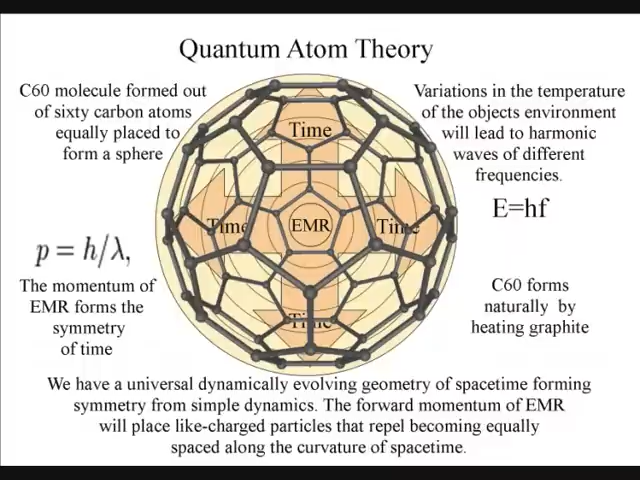 Quantum Atom Theory
C60 molecule formed out
of sixty carbon atoms
equally placed to
form a sphere
Variations in the temperature
of the objects environment
will lead to harmonic
waves of different
frequencies.
E=hf
Time
Time
EMR
Time
Time
p = h/λ,
The momentum of
EMR forms the
symmetry
of time
C60 forms
naturally by
heating graphite
We have a universal dynamically evolving geometry of spacetime forming
symmetry from simple dynamics. The forward momentum of EMR
will place like-charged particles that repel becoming equally
spaced along the curvature of spacetime.